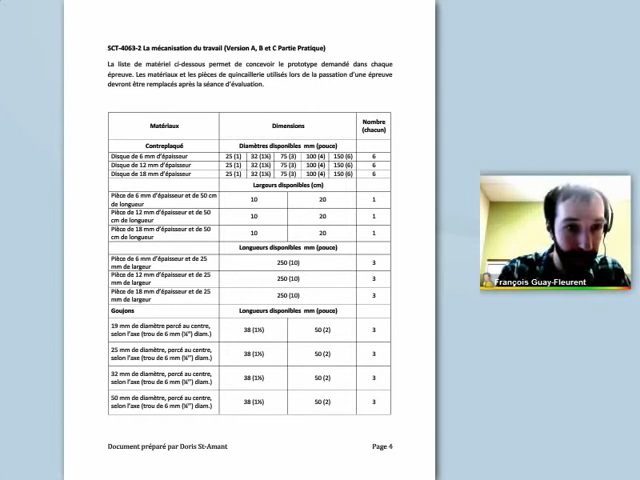 SCT-4063-2 La mécanisation du travail (Version A, B et C Partie Pratique)
La liste de matériel ci-dessous permet de concevoir le prototype demandé dans chaque
épreuve. Les matériaux et les pièces de quincaillerie utilisés lors de la passation d'une épreuve
devront être remplacés après la séance d'évaluation.
Matériaux Dimensions Nombre
(chacun)
Contreplaqué Diamètres disponibles mm (pouce)
Disque de 6 mm d'épaisseur 25 (1) 32 (1¼) 75 (3) 100 (4) 150 (6) 6
Disque de 12 mm d'épaisseur 25 (1) 32 (1¼) 75 (3) 100 (4) 150 (6) 6
Disque de 18 mm d'épaisseur 25 (1) 32 (1¼) 75 (3) 100 (4) 150 (6) 6
Largeurs disponibles (cm)
Pièce de 6 mm d'épaisseur et de 50 cm
de longueur 10 20 1
Pièce de 12 mm d'épaisseur et de 50
cm de longueur 10 20 1
Pièce de 18 mm d'épaisseur et de 50
cm de longueur 10 20 1
Longueurs disponibles mm (pouce)
Pièce de 6 mm d'épaisseur et de 25
mm de largeur 250 (10) 3
Pièce de 12 mm d'épaisseur et de 25
mm de largeur 250 (10) 3
Pièce de 18 mm d'épaisseur et de 25
mm de largeur 250 (10) 3
Goujons Longueurs disponibles mm (pouce)
19 mm de diamètre percé au centre,
selon l'axe (trou de 6 mm (¼") diam.) 38 (1½) 50 (2) 3
25 mm de diamètre, percé au centre,
selon l'axe (trou de 6 mm (¼") diam.) 38 (1½) 50 (2) 3
32 mm de diamètre, percé au centre,
selon l'axe (trou de 6 mm (¼") diam.) 38 (1½) 50 (2) 3
50 mm de diamètre, percé au centre,
selon l'axe (trou de 6 mm (¼") diam.) 38 (1½) 50 (2) 3
Document préparé par Doris St-Amant Page 4
François Guay-Fleurent